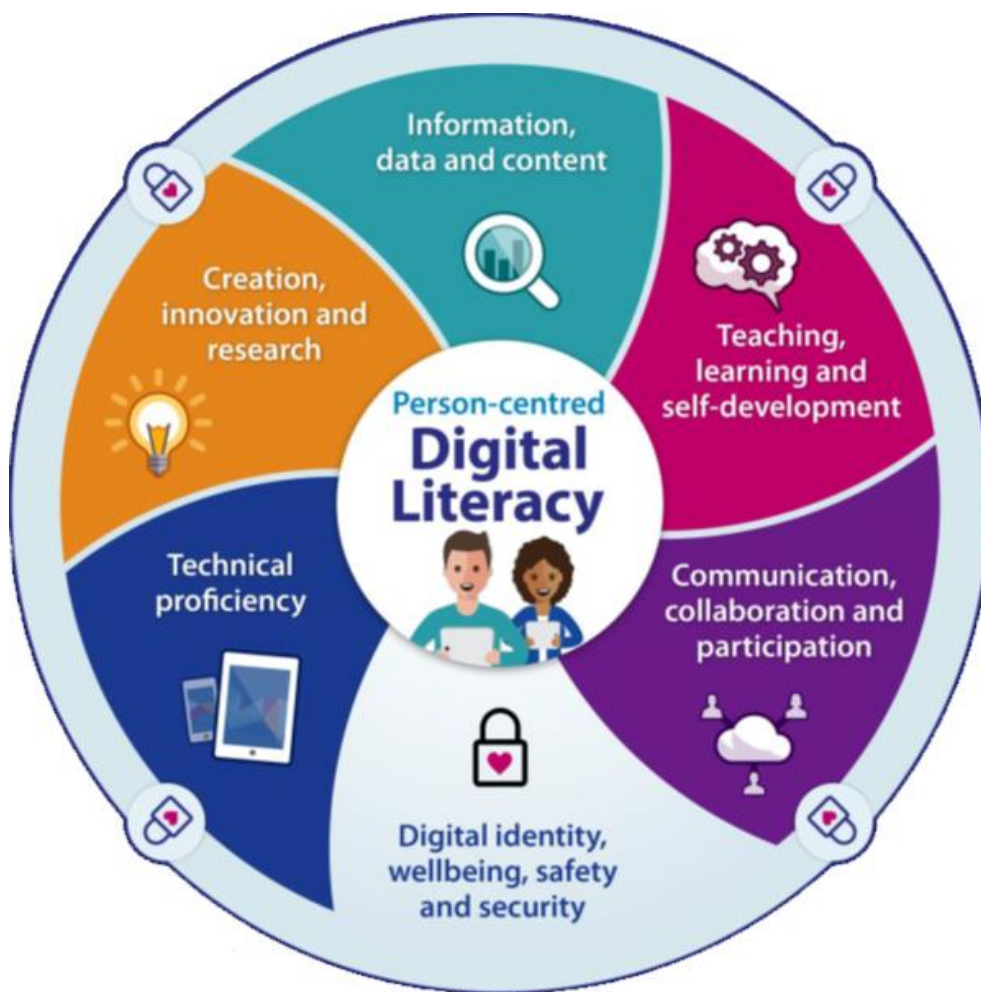 Information,
data and content
Creation,
innovation and
research
Teaching,
learning and
self-development
Person-centred
Digital
Literacy
Technical
proficiency
Communication,
collaboration and
participation
Digital identity,
wellbeing, safety
and security